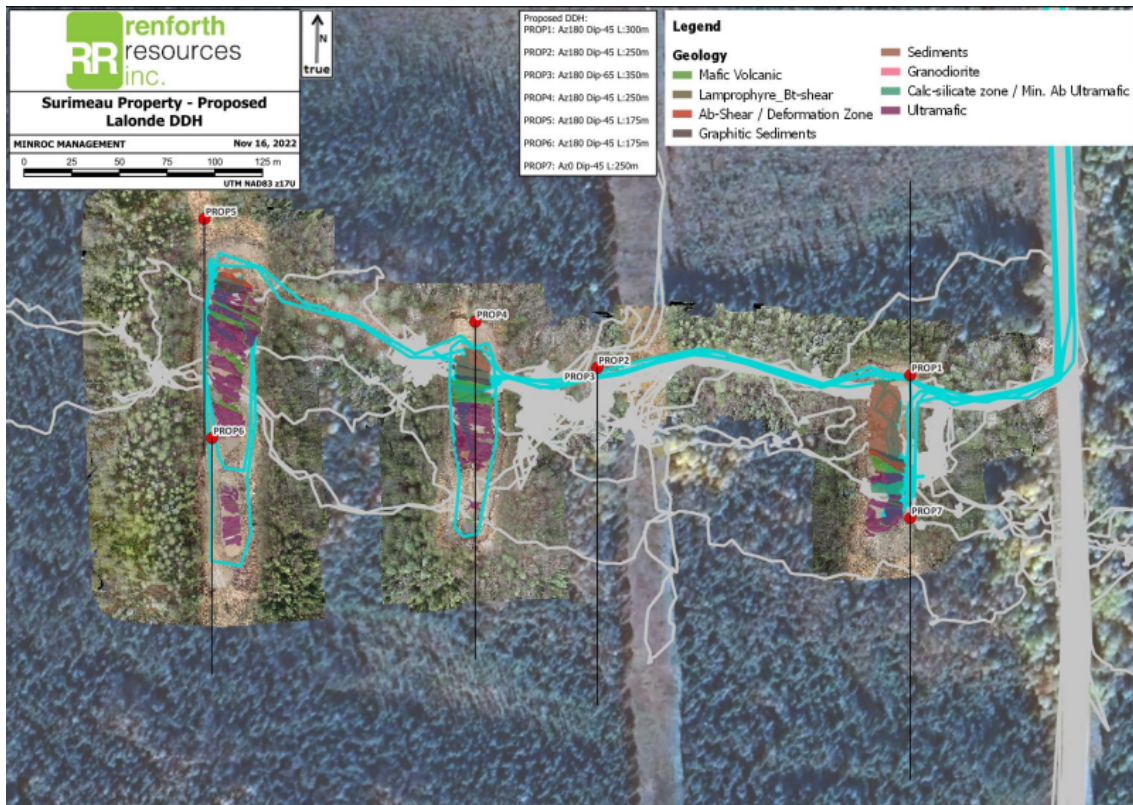 RR
renforth
resources
inc.
Surimeau Property - Proposed
Lalonde DDH
MINROC MANAGEMENT Nov 16, 2022
0 25 50 75 100 125 m
UTM NAD83 z17U
N
true
Proposed DDH:
PROP1: Az180 Dip-45 L:300m
PROP2: Az180 Dip-45 L:250m
PROP3: Az180 Dip-65 L:350m
PROP4: Az180 Dip-45 L:250m
PROP5: Az180 Dip-45 L:175m
PROP6: Az180 Dip-45 L:175m
PROP7: Az0 Dip-45 L:250m
Legend
Geology
Mafic Volcanic
Lamprophyre_Bt-shear
Ab-Shear / Deformation Zone
Graphitic Sediments
Sediments
Granodiorite
Calc-silicate zone / Min. Ab Ultramafic
Ultramafic
PROP5
PROP4
PROP2
PROP3
PROP1
PROP6
PROP7